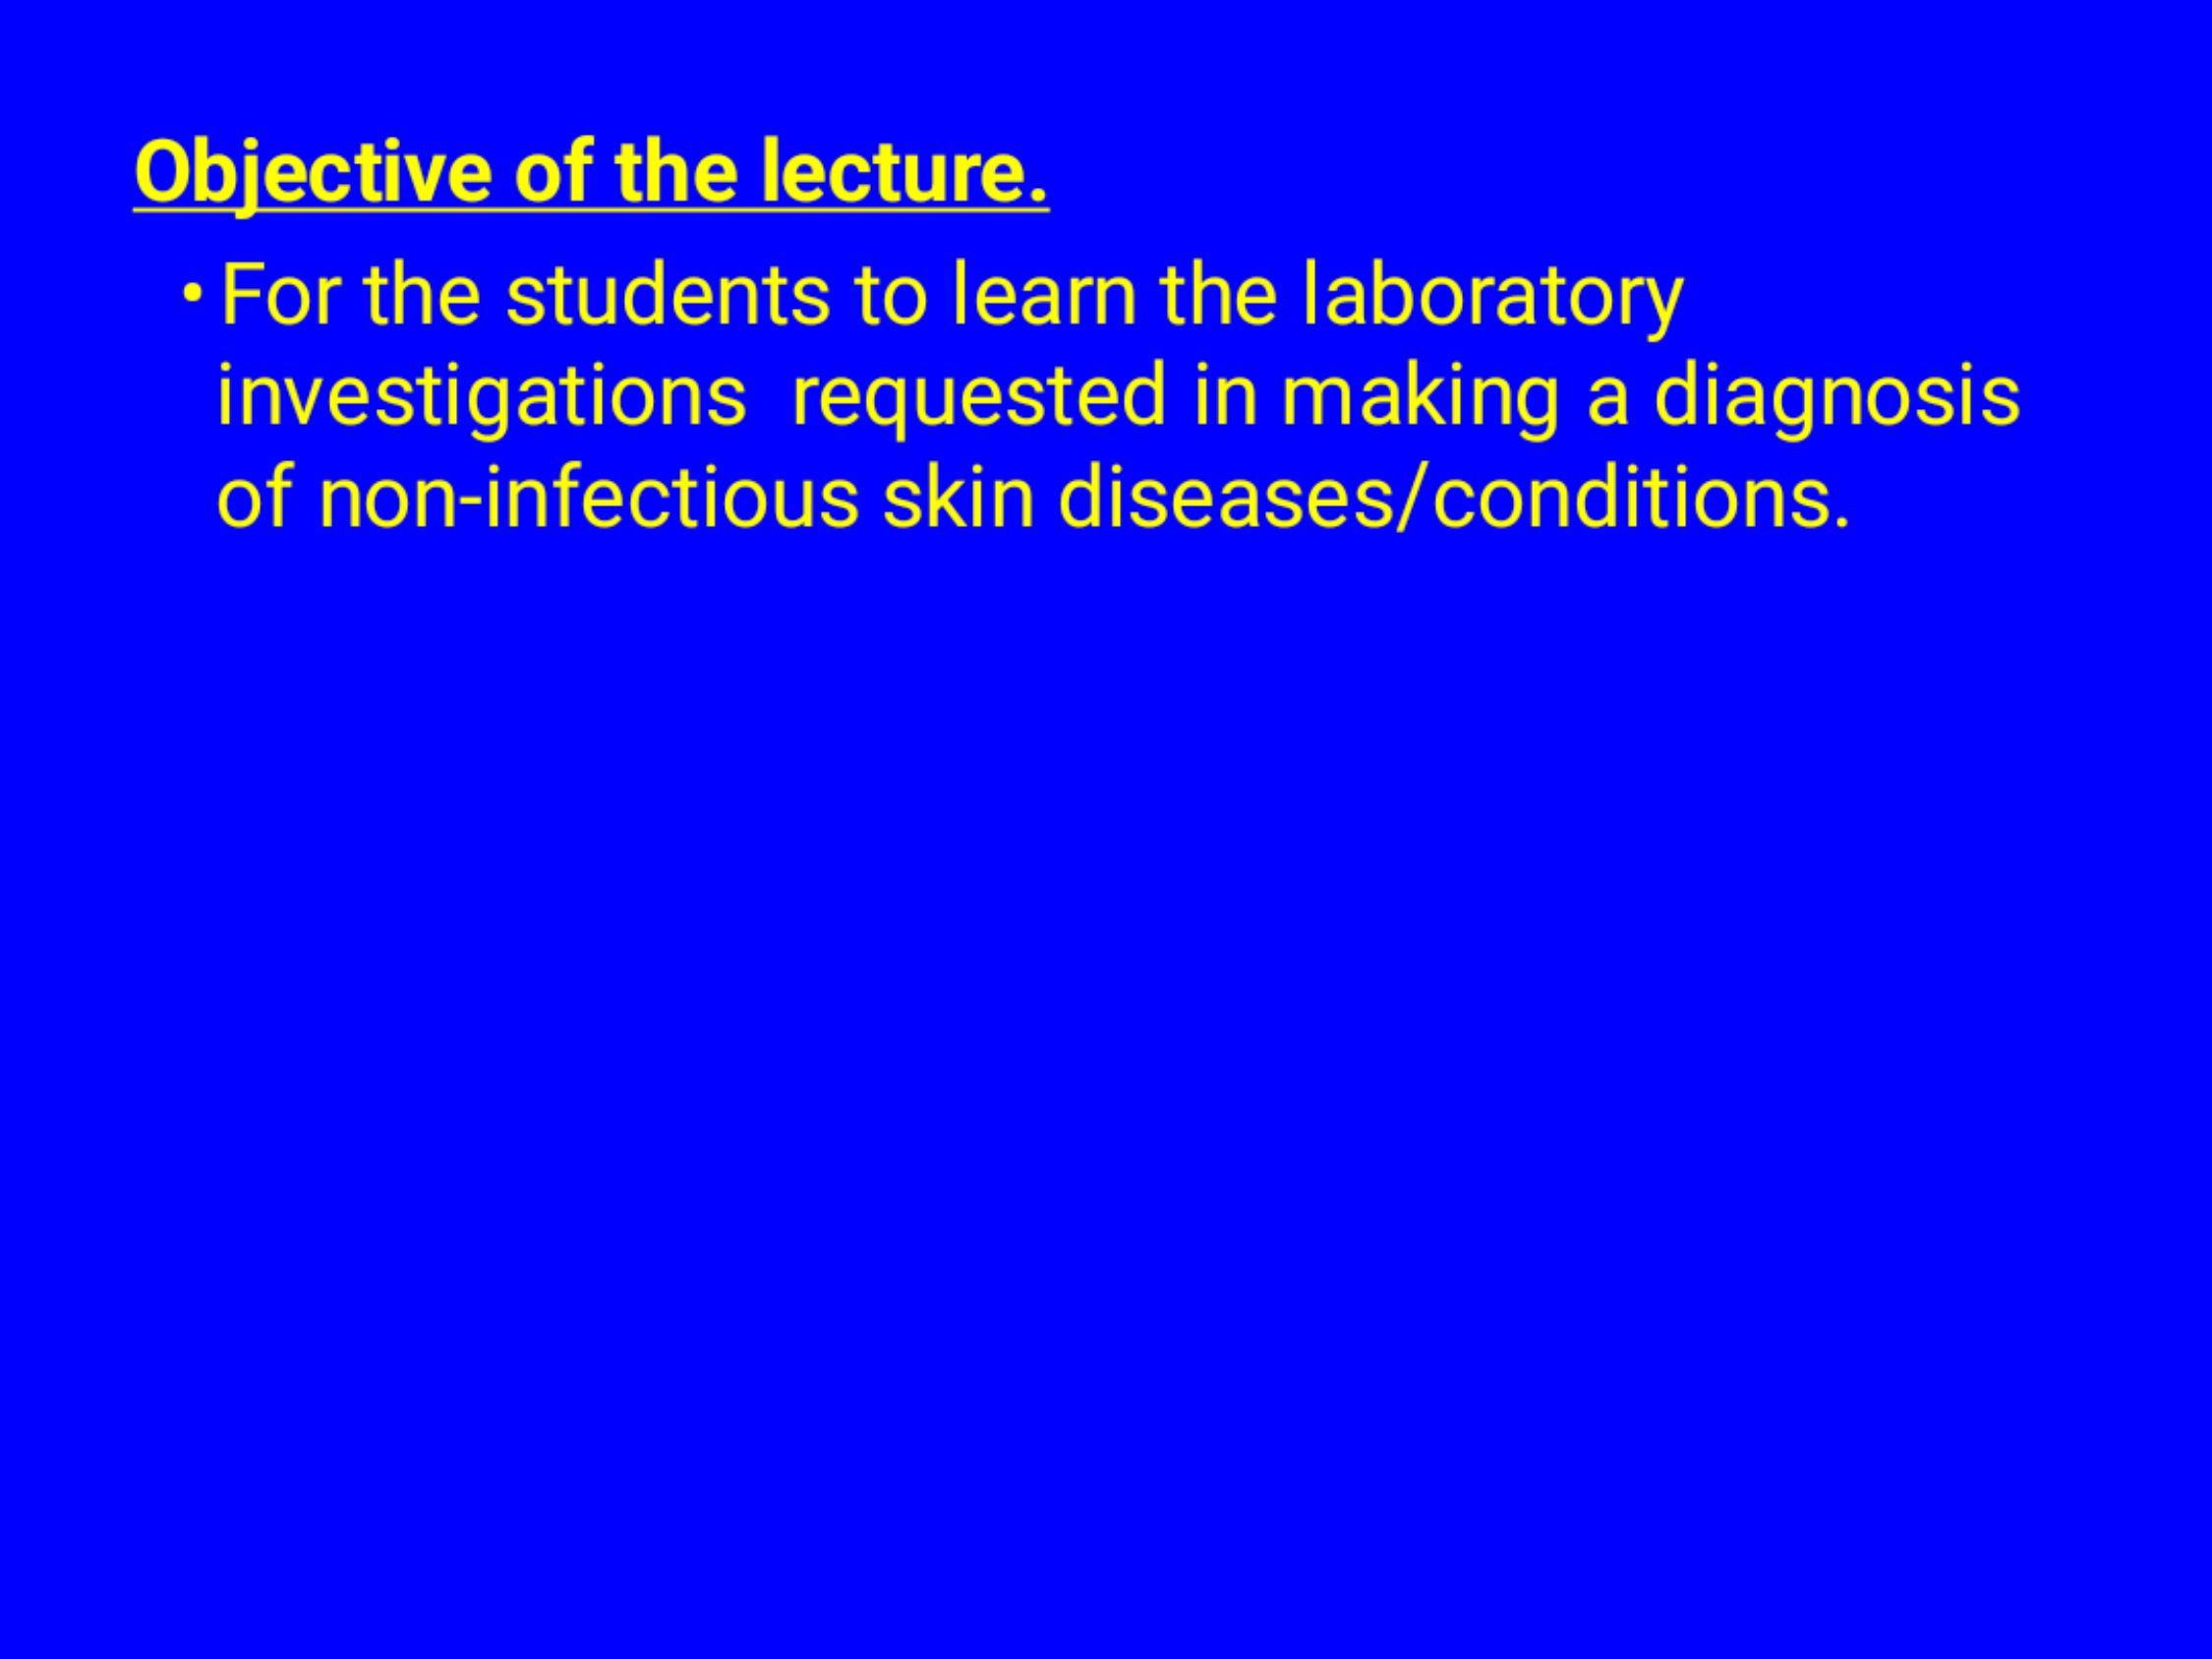 Objective of the lecture.
• For the students to learn the laboratory
investigations  requested in making a diagnosis
of non-infectious skin diseases/conditions.